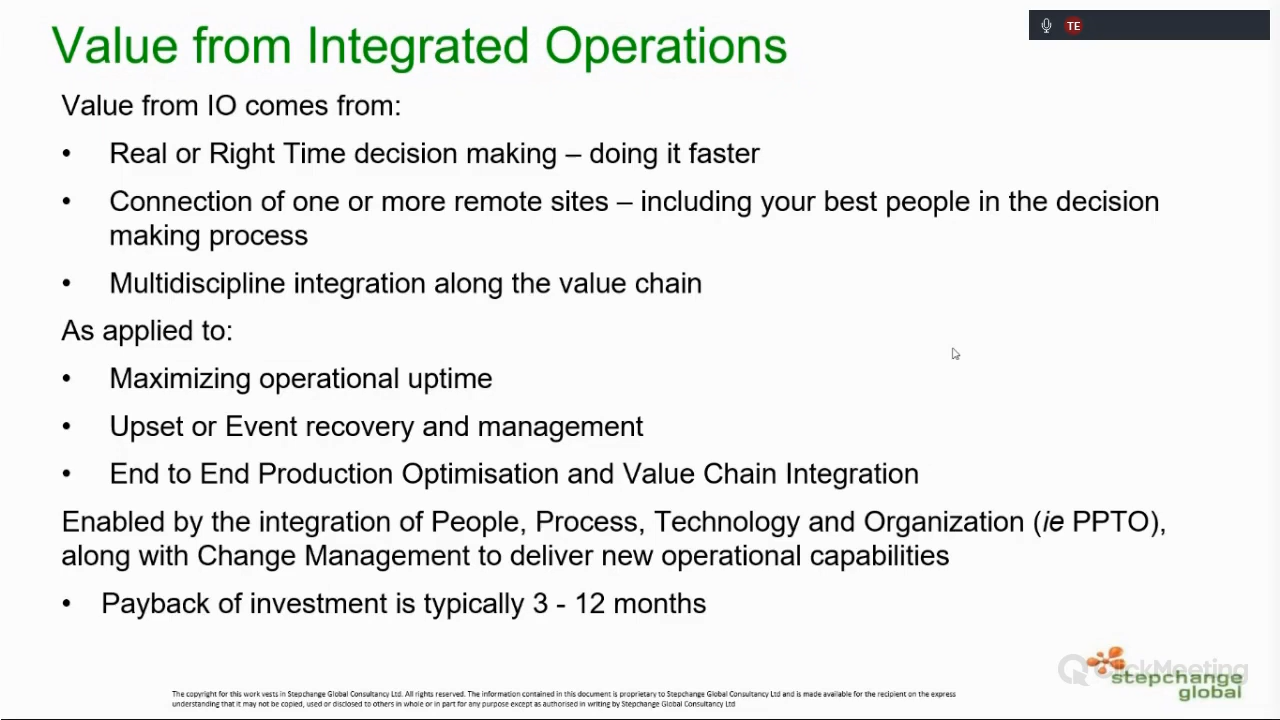 Value from Integrated Operations
TE
Value from IO comes from:
• Real or Right Time decision making – doing it faster
• Connection of one or more remote sites – including your best people in the decision
making process
• Multidiscipline integration along the value chain
As applied to:
• Maximizing operational uptime
• Upset or Event recovery and management
• End to End Production Optimisation and Value Chain Integration
Enabled by the integration of People, Process, Technology and Organization (ie PPTO),
along with Change Management to deliver new operational capabilities
• Payback of investment is typically 3 - 12 months
ClickMeeting
stepchange
global
The copyright for this work vests in Stepchange Global Consultancy Ltd. All rights reserved. The information contained in this document is proprietary to Stepchange Global Consultancy Ltd and is made available for the recipient on the express
understanding that it may not be copied, used or disclosed to others in whole or in part for any purpose except as authorised in writing by Stepchange Global Consultancy Ltd